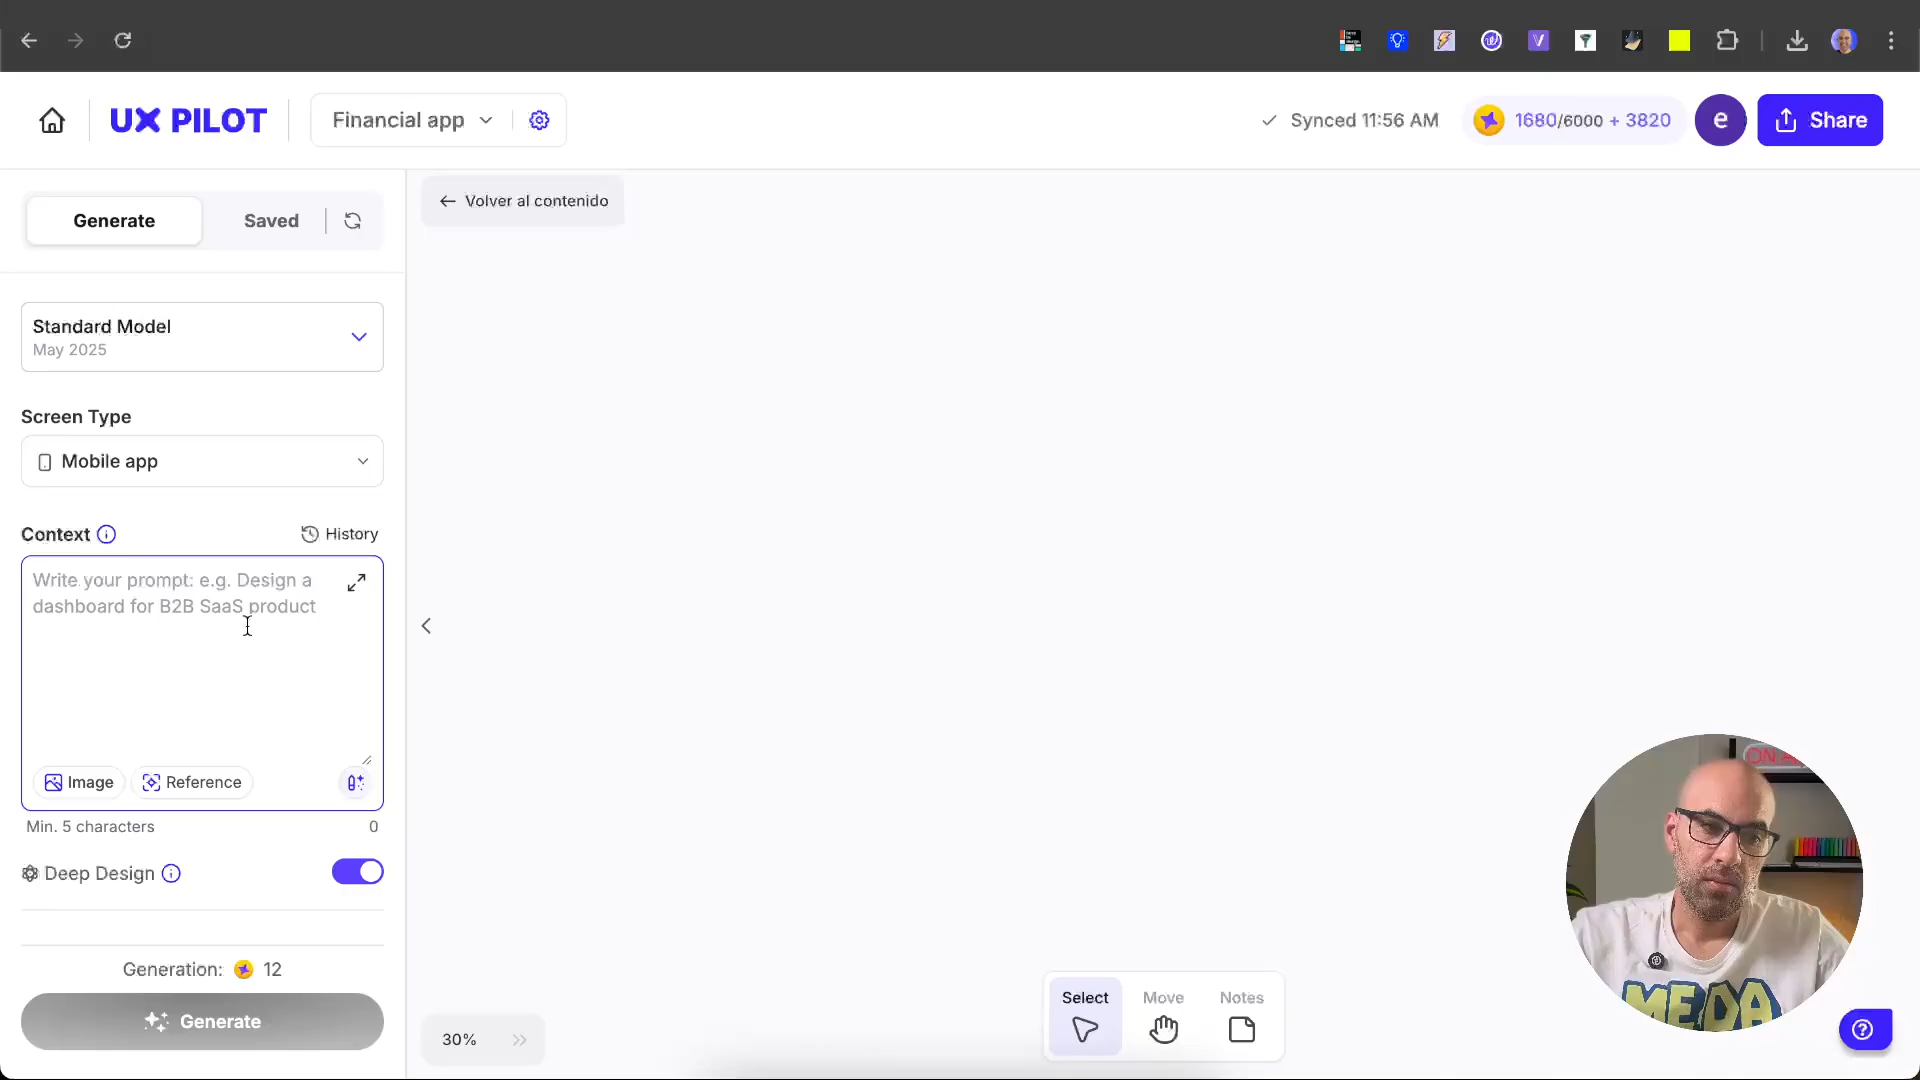 UX PILOT
Financial app
Synced 11:56 AM
1680/6000 + 3820
e
Share
Generate
Saved
Volver al contenido
Standard Model
May 2025
Screen Type
Mobile app
Context
History
Write your prompt: e.g. Design a
dashboard for B2B SaaS product
Image
Reference
Min. 5 characters
0
Deep Design
Generation: 12
Generate
30%
Select
Move
Notes
ON A
MEDA